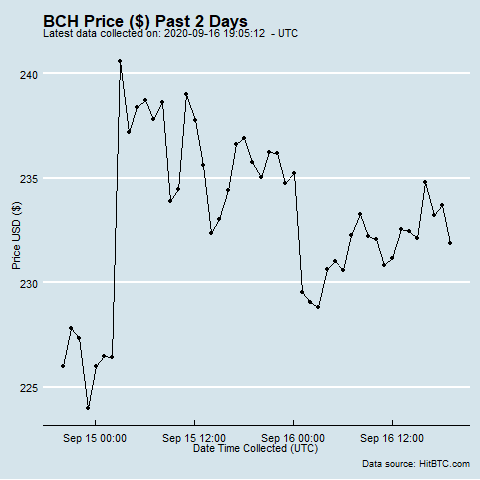 BCH Price ($) Past 2 Days
Latest data collected on: 2020-09-16 19:05:12  - UTC
240
235
230
225
Price USD ($)
Sep 15 00:00
Sep 15 12:00
Sep 16 00:00
Sep 16 12:00
Date Time Collected (UTC)
Data source: HitBTC.com